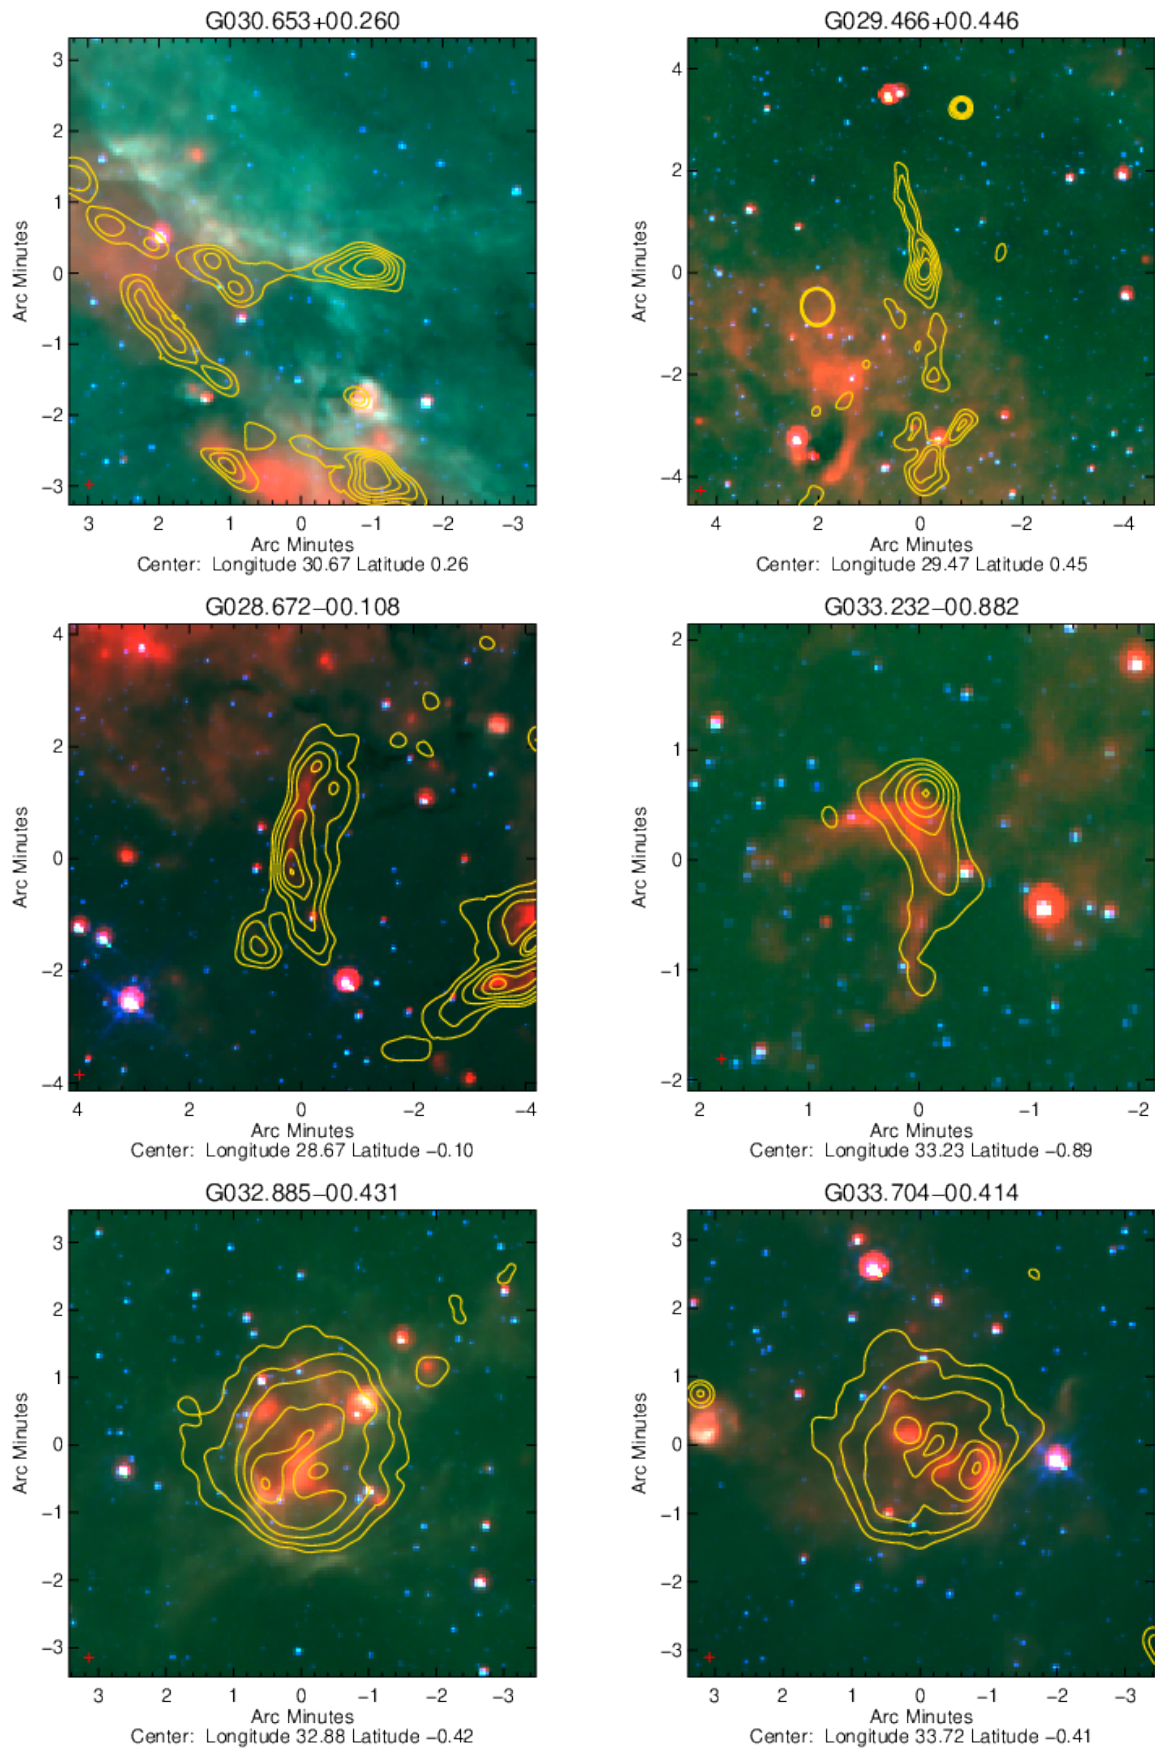 G030.653+00.260
G029.466+00.446
3
2
1
0
−1
−2
−3
Arc Minutes
3 2 1 0 −1 −2 −3
Arc Minutes
Center: Longitude 30.67 Latitude 0.26
4
2
0
−2
−4
Arc Minutes
4 2 0 −2 −4
Arc Minutes
Center: Longitude 29.47 Latitude 0.45
G028.672−00.108
G033.232−00.882
4
2
0
−2
−4
Arc Minutes
4 2 0 −2 −4
Arc Minutes
Center: Longitude 28.67 Latitude −0.10
2
1
0
−1
−2
Arc Minutes
2 1 0 −1 −2
Arc Minutes
Center: Longitude 33.23 Latitude −0.89
G032.885−00.431
G033.704−00.414
3
2
1
0
−1
−2
−3
Arc Minutes
3 2 1 0 −1 −2 −3
Arc Minutes
Center: Longitude 32.88 Latitude −0.42
3
2
1
0
−1
−2
−3
Arc Minutes
3 2 1 0 −1 −2 −3
Arc Minutes
Center: Longitude 33.72 Latitude −0.41